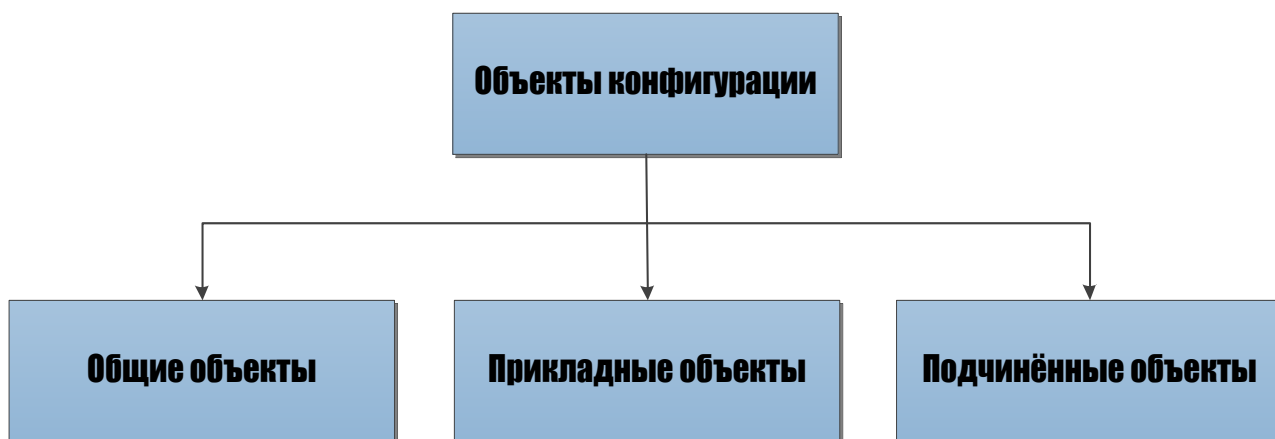 Объекты конфигурации
Общие объекты
Прикладные объекты
Подчинённые объекты